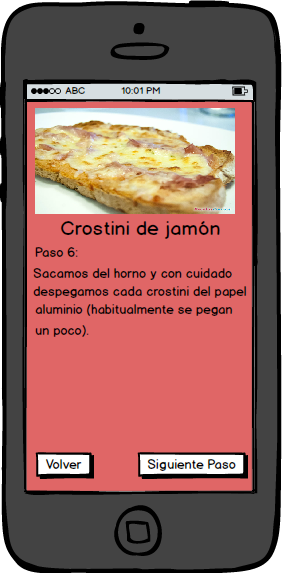 ABC 10:01 PM
Crostini de jamón
Paso 6:
Sacamos del horno y con cuidado
despegamos cada crostini del papel
aluminio (habitualmente se pegan
un poco).
Volver Siguiente Paso